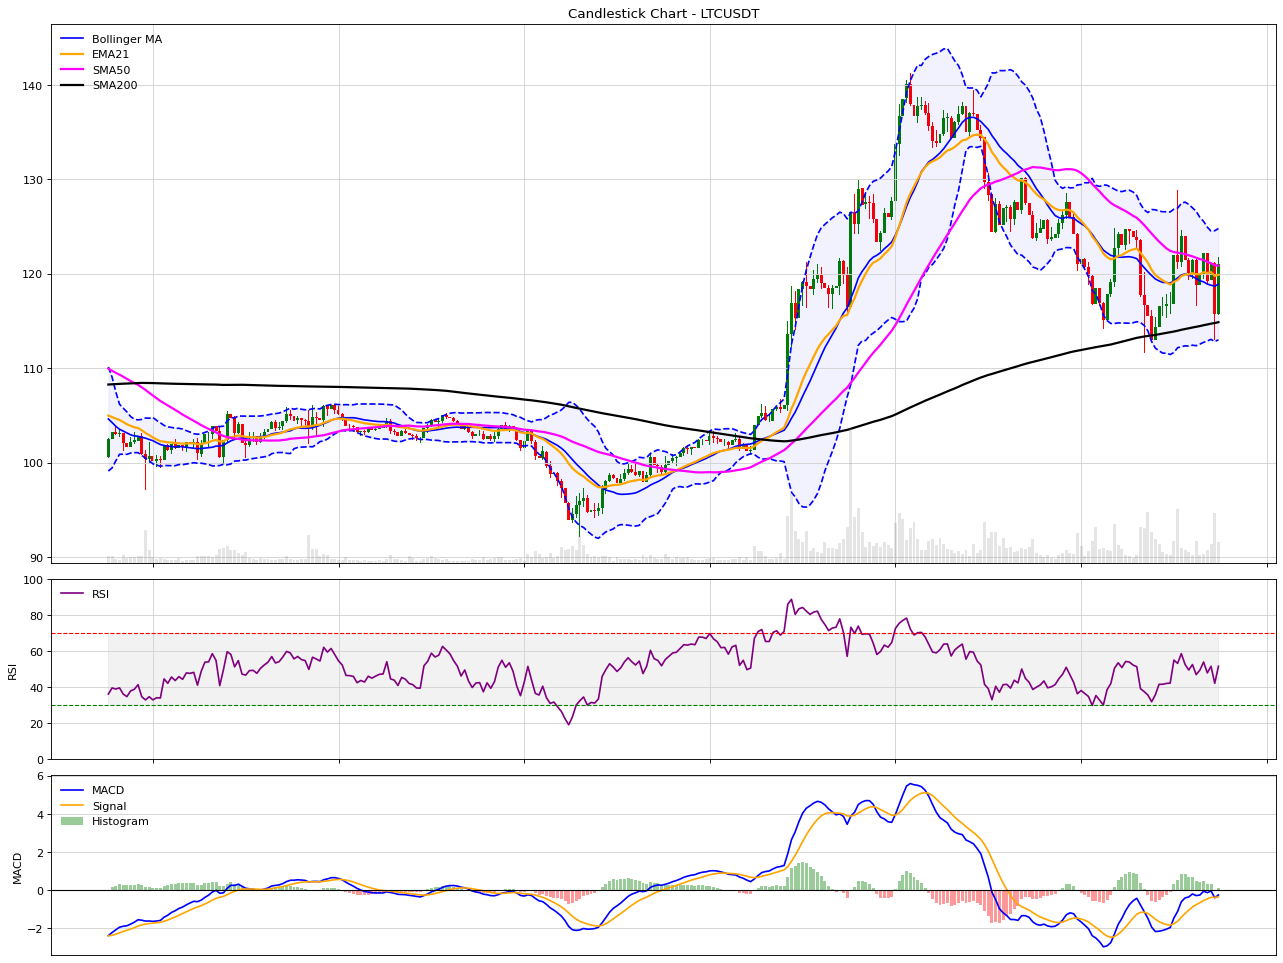 Candlestick Chart - LTCUSDT
Bollinger MA
EMA21
SMA50
SMA200
140
130
120
110
100
90
RSI
100
80
60
40
20
0
RSI
MACD
Signal
Histogram
6
4
2
0
−2
MACD